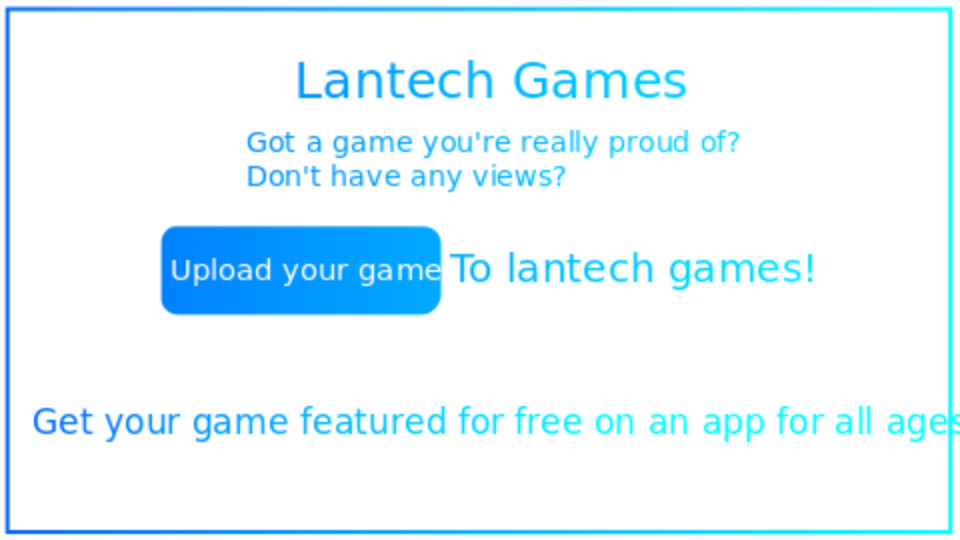 Lantech Games
Got a game you're really proud of?
Don't have any views?
Upload your game To lantech games!
Get your game featured for free on an app for all ages